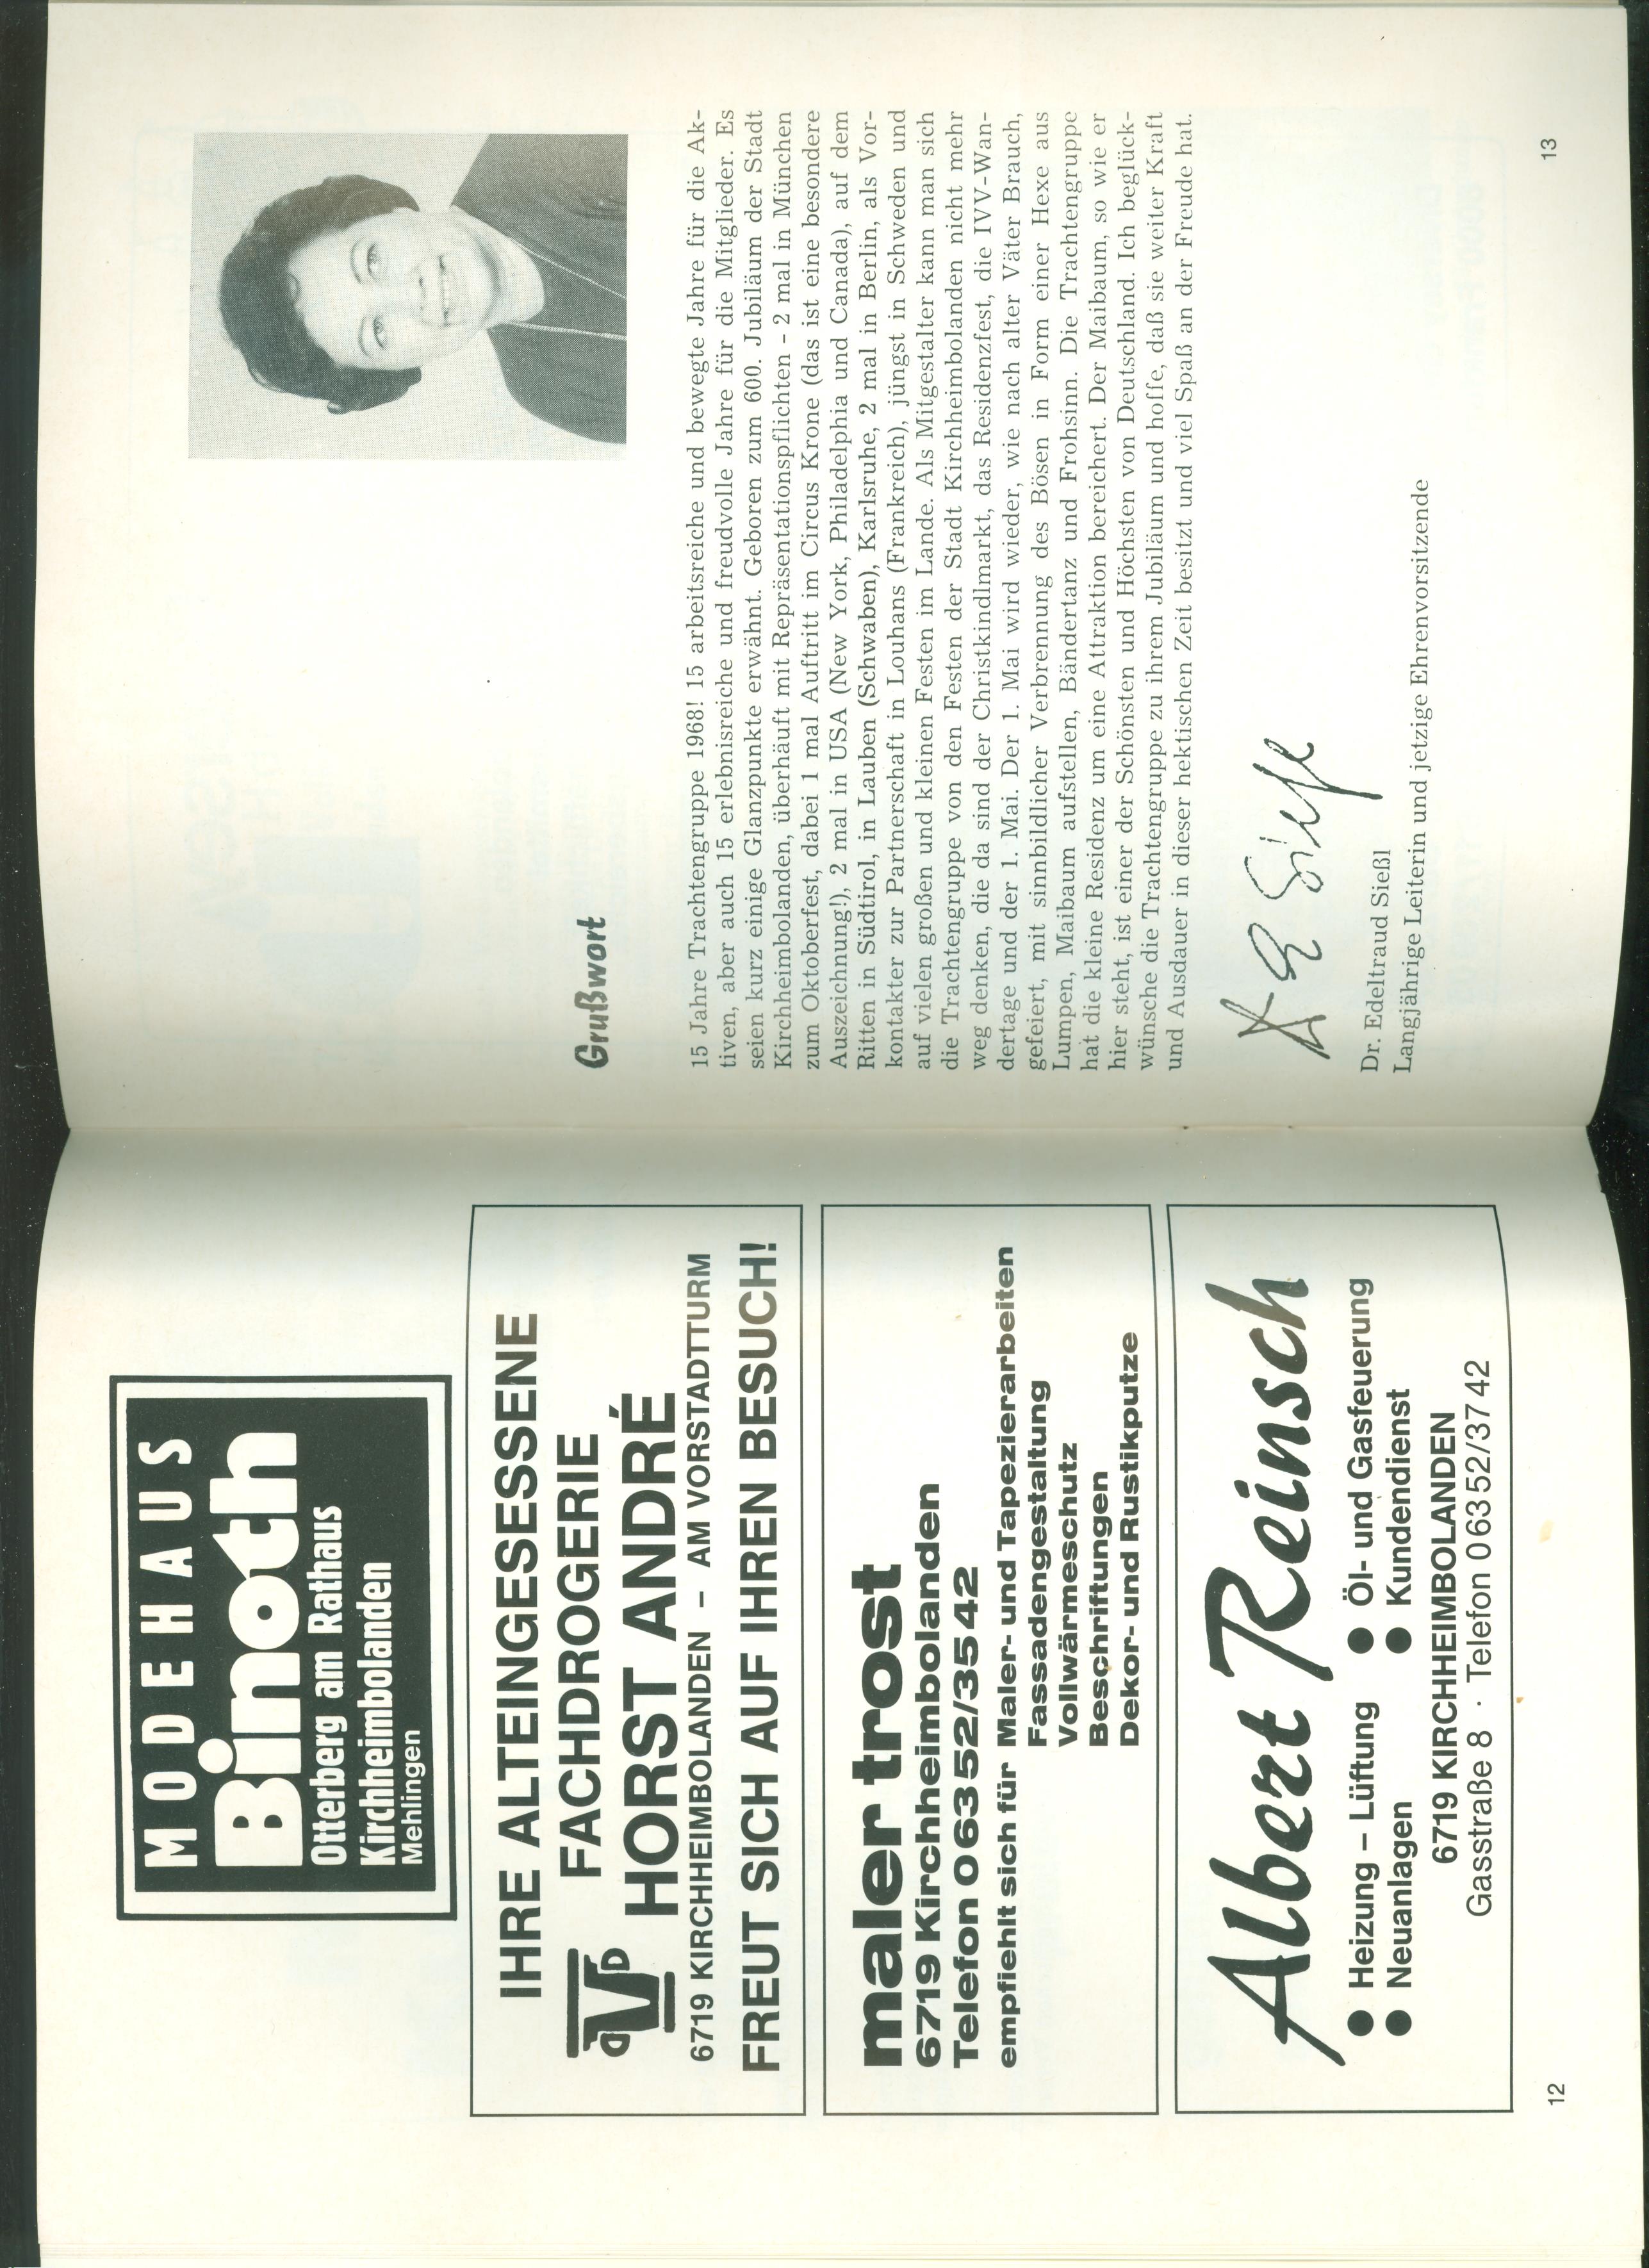 MODEHAUS
Binoth
Otterberg am Rathaus
Kirchheimbolanden
Mehlingen
IHRE ALTEINGESESSENE
FACHDROGERIE
HORST ANDRÉ
6719 KIRCHHEIMBOLANDEN – AM VORSTADTTURM
FREUT SICH AUF IHREN BESUCH!
maler trost
6719 Kirchheimbolanden
Telefon 0 63 52/35 42
empfiehlt sich für Maler- und Tapezierarbeiten
Fassadengestaltung
Vollwärmeschutz
Beschriftungen
Dekor- und Rustikputze
Albert Reinsch
● Heizung – Lüftung ● Öl- und Gasfeuerung
● Neuanlagen ● Kundendienst
6719 KIRCHHEIMBOLANDEN
Gasstraße 8 · Telefon 0 63 52/37 42
12
Grußwort
15 Jahre Trachtengruppe 1968! 15 arbeitsreiche und bewegte Jahre für die Ak-
tiven, aber auch 15 erlebnisreiche und freudvolle Jahre für die Mitglieder. Es
seien kurz einige Glanzpunkte erwähnt. Geboren zum 600. Jubiläum der Stadt
Kirchheimbolanden, überhäuft mit Repräsentationspflichten - 2 mal in München
zum Oktoberfest, dabei 1 mal Auftritt im Circus Krone (das ist eine besondere
Auszeichnung!), 2 mal in USA (New York, Philadelphia und Canada), auf dem
Ritten in Südtirol, in Lauben (Schwaben), Karlsruhe, 2 mal in Berlin, als Vor-
kontakter zur Partnerschaft in Louhans (Frankreich), jüngst in Schweden und
auf vielen großen und kleinen Festen im Lande. Als Mitgestalter kann man sich
die Trachtengruppe von den Festen der Stadt Kirchheimbolanden nicht mehr
weg denken, die da sind der Christkindlmarkt, das Residenzfest, die IVV-Wan-
dertage und der 1. Mai. Der 1. Mai wird wieder, wie nach alter Väter Brauch,
gefeiert, mit sinnbildlicher Verbrennung des Bösen in Form einer Hexe aus
Lumpen, Maibaum aufstellen, Bändertanz und Frohsinn. Die Trachtengruppe
hat die kleine Residenz um eine Attraktion bereichert. Der Maibaum, so wie er
hier steht, ist einer der Schönsten und Höchsten von Deutschland. Ich beglück-
wünsche die Trachtengruppe zu ihrem Jubiläum und hoffe, daß sie weiter Kraft
und Ausdauer in dieser hektischen Zeit besitzt und viel Spaß an der Freude hat.
Dr. Edeltraud Sießl
Langjährige Leiterin und jetzige Ehrenvorsitzende
13